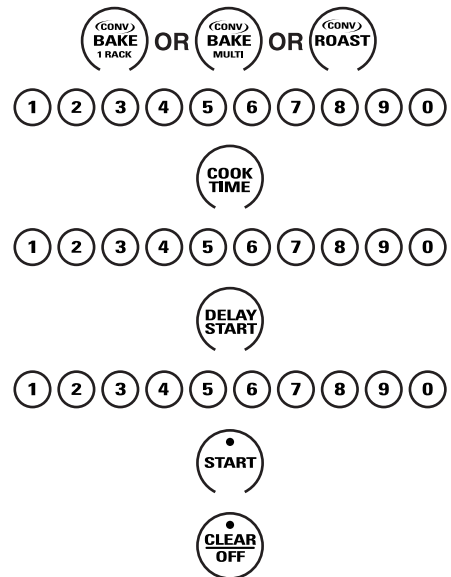 CONV BAKE 1 RACK OR CONV BAKE MULTI OR CONV ROAST
1 2 3 4 5 6 7 8 9 0
COOK
TIME
1 2 3 4 5 6 7 8 9 0
DELAY
START
1 2 3 4 5 6 7 8 9 0
START
CLEAR
OFF